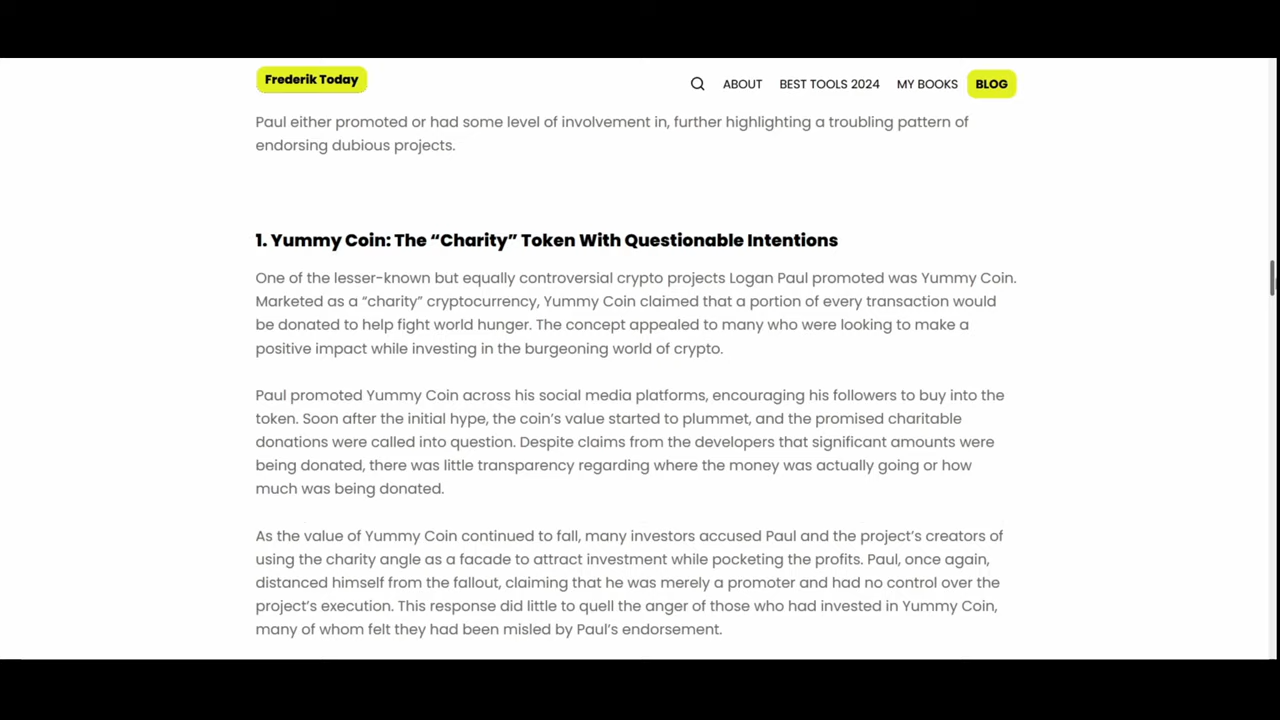 Frederik Today
ABOUT
BEST TOOLS 2024
MY BOOKS
BLOG
Paul either promoted or had some level of involvement in, further highlighting a troubling pattern of
endorsing dubious projects.
1. Yummy Coin: The “Charity” Token With Questionable Intentions
One of the lesser-known but equally controversial crypto projects Logan Paul promoted was Yummy Coin.
Marketed as a “charity” cryptocurrency, Yummy Coin claimed that a portion of every transaction would
be donated to help fight world hunger. The concept appealed to many who were looking to make a
positive impact while investing in the burgeoning world of crypto.
Paul promoted Yummy Coin across his social media platforms, encouraging his followers to buy into the
token. Soon after the initial hype, the coin’s value started to plummet, and the promised charitable
donations were called into question. Despite claims from the developers that significant amounts were
being donated, there was little transparency regarding where the money was actually going or how
much was being donated.
As the value of Yummy Coin continued to fall, many investors accused Paul and the project’s creators of
using the charity angle as a facade to attract investment while pocketing the profits. Paul, once again,
distanced himself from the fallout, claiming that he was merely a promoter and had no control over the
project’s execution. This response did little to quell the anger of those who had invested in Yummy Coin,
many of whom felt they had been misled by Paul’s endorsement.